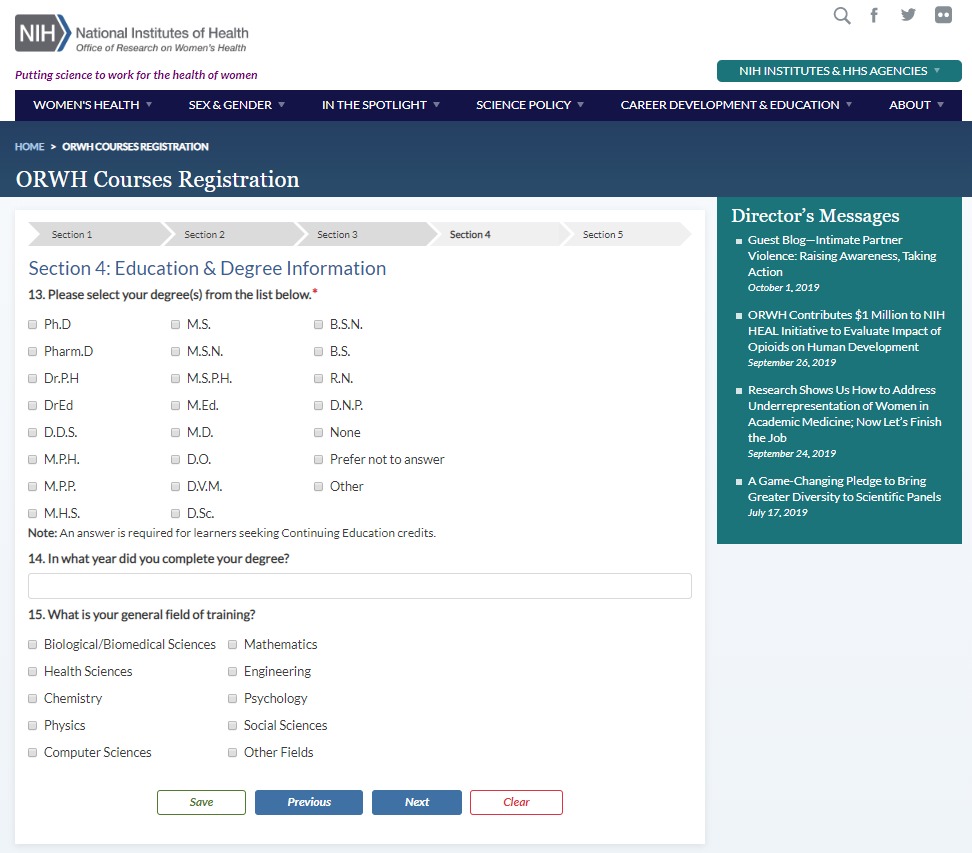 NIH National Institutes of Health
Office of Research on Women's Health
Putting science to work for the health of women
NIH INSTITUTES & HHS AGENCIES
WOMEN'S HEALTH SEX & GENDER IN THE SPOTLIGHT SCIENCE POLICY CAREER DEVELOPMENT & EDUCATION ABOUT
HOME > ORWH COURSES REGISTRATION
ORWH Courses Registration
Section 1 Section 2 Section 3 Section 4 Section 5
Section 4: Education & Degree Information
13. Please select your degree(s) from the list below.*
Ph.D M.S. B.S.N.
Pharm.D M.S.N. B.S.
Dr.P.H M.S.P.H. R.N.
DrEd M.Ed. D.N.P.
D.D.S. M.D. None
M.P.H. D.O. Prefer not to answer
M.P.P. D.V.M. Other
M.H.S. D.Sc.
Note: An answer is required for learners seeking Continuing Education credits.
14. In what year did you complete your degree?
15. What is your general field of training?
Biological/Biomedical Sciences Mathematics
Health Sciences Engineering
Chemistry Psychology
Physics Social Sciences
Computer Sciences Other Fields
Save Previous Next Clear
Director's Messages
Guest Blog—Intimate Partner
Violence: Raising Awareness, Taking
Action
October 1, 2019
ORWH Contributes $1 Million to NIH
HEAL Initiative to Evaluate Impact of
Opioids on Human Development
September 26, 2019
Research Shows Us How to Address
Underrepresentation of Women in
Academic Medicine; Now Let's Finish
the Job
September 24, 2019
A Game-Changing Pledge to Bring
Greater Diversity to Scientific Panels
July 17, 2019